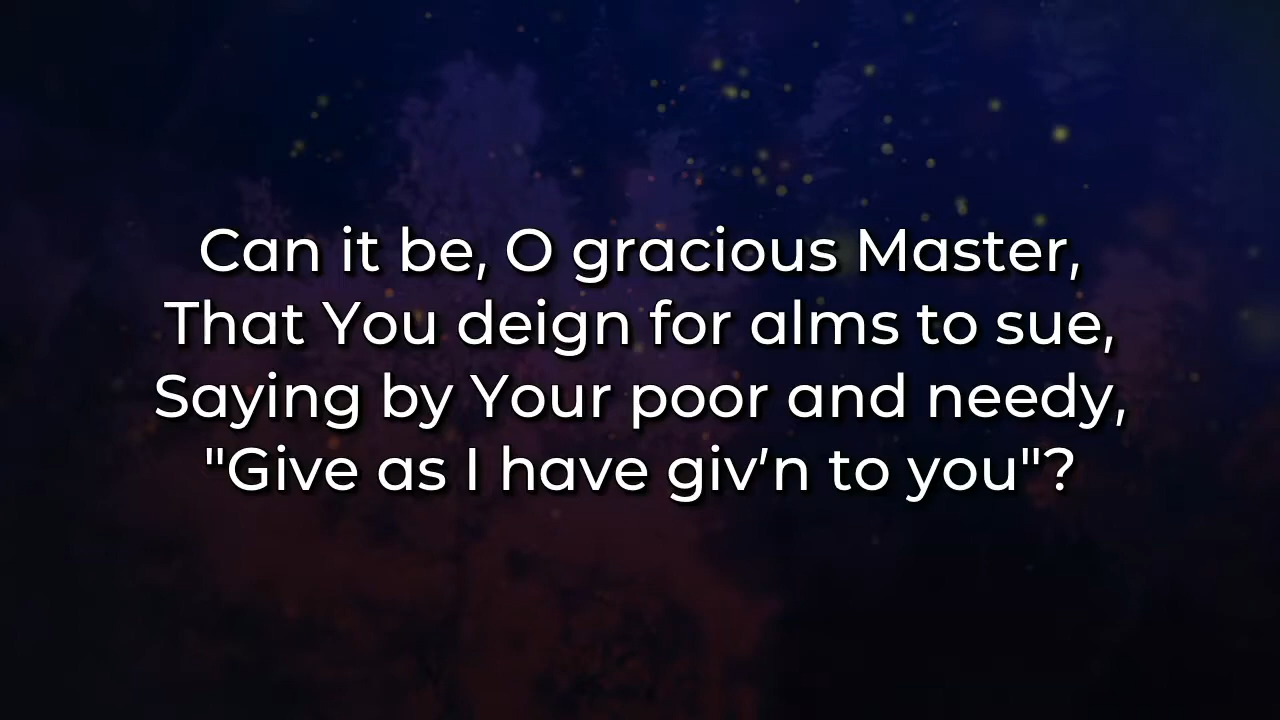 Can it be, O gracious Master,
That You deign for alms to sue,
Saying by Your poor and needy,
"Give as I have giv’n to you"?